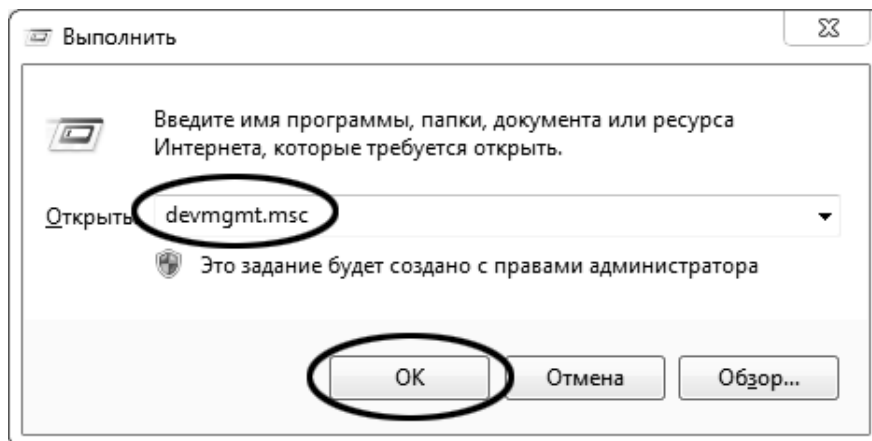 Выполнить
Введите имя программы, папки, документа или ресурса
Интернета, которые требуется открыть.
Открыть devmgmt.msc
Это задание будет создано с правами администратора
OK Отмена Обзор...